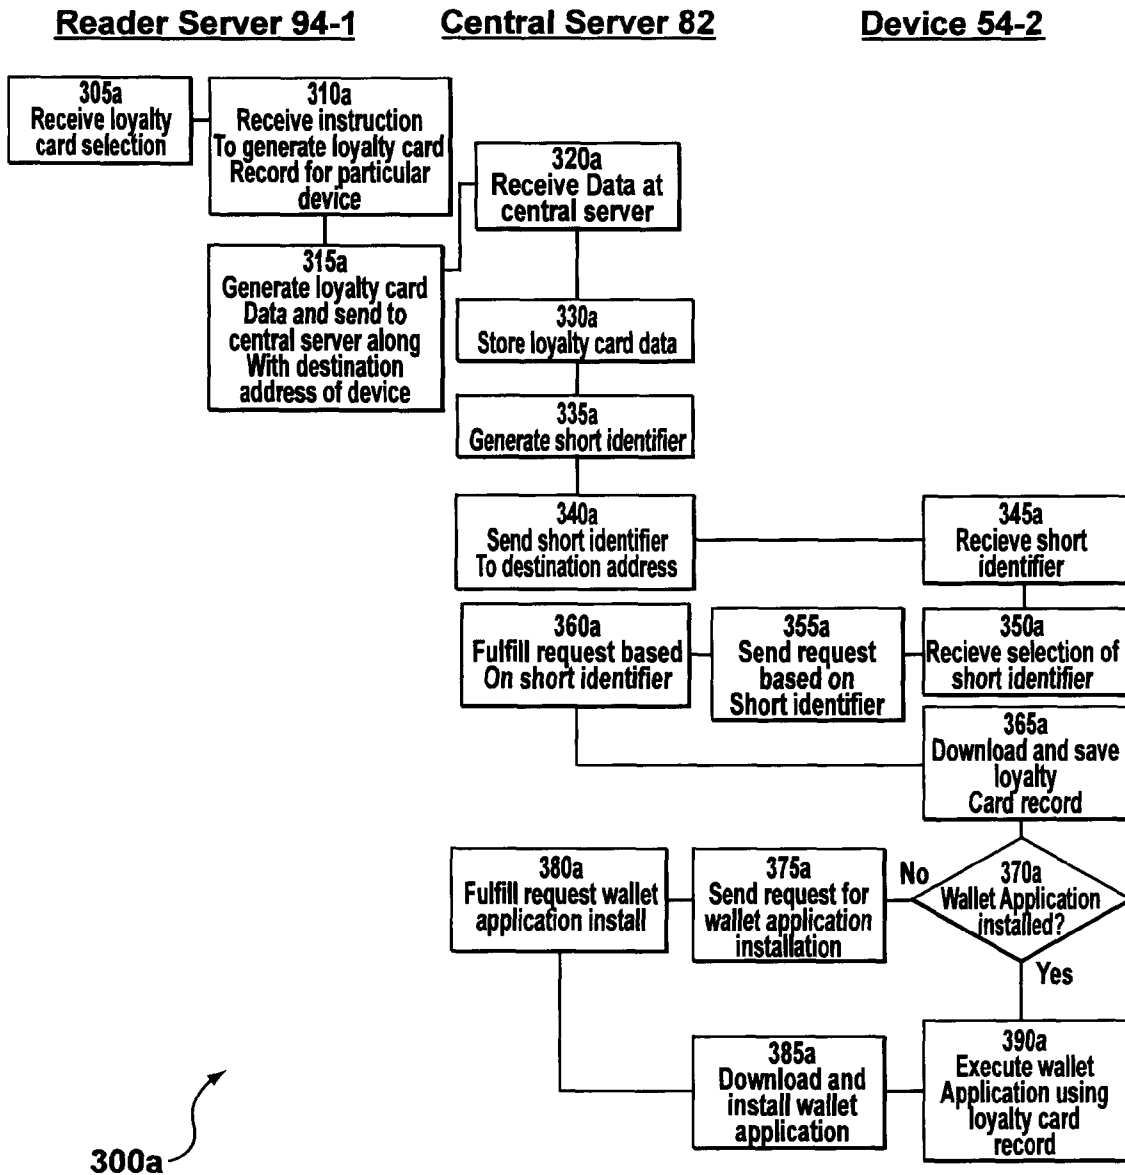 Reader Server 94-1
Central Server 82
Device 54-2
305a
Receive loyalty
card selection
310a
Receive instruction
To generate loyalty card
Record for particular
device
315a
Generate loyalty card
Data and send to
central server along
With destination
address of device
320a
Receive Data at
central server
330a
Store loyalty card data
335a
Generate short identifier
340a
Send short identifier
To destination address
345a
Recieve short
identifier
350a
Recieve selection of
short identifier
355a
Send request
based on
Short identifier
360a
Fulfill request based
On short identifier
365a
Download and save
loyalty
Card record
370a
Wallet Application
installed?
No
Yes
375a
Send request for
wallet application
installation
380a
Fulfill request wallet
application install
385a
Download and
install wallet
application
390a
Execute wallet
Application using
loyalty card
record
300a